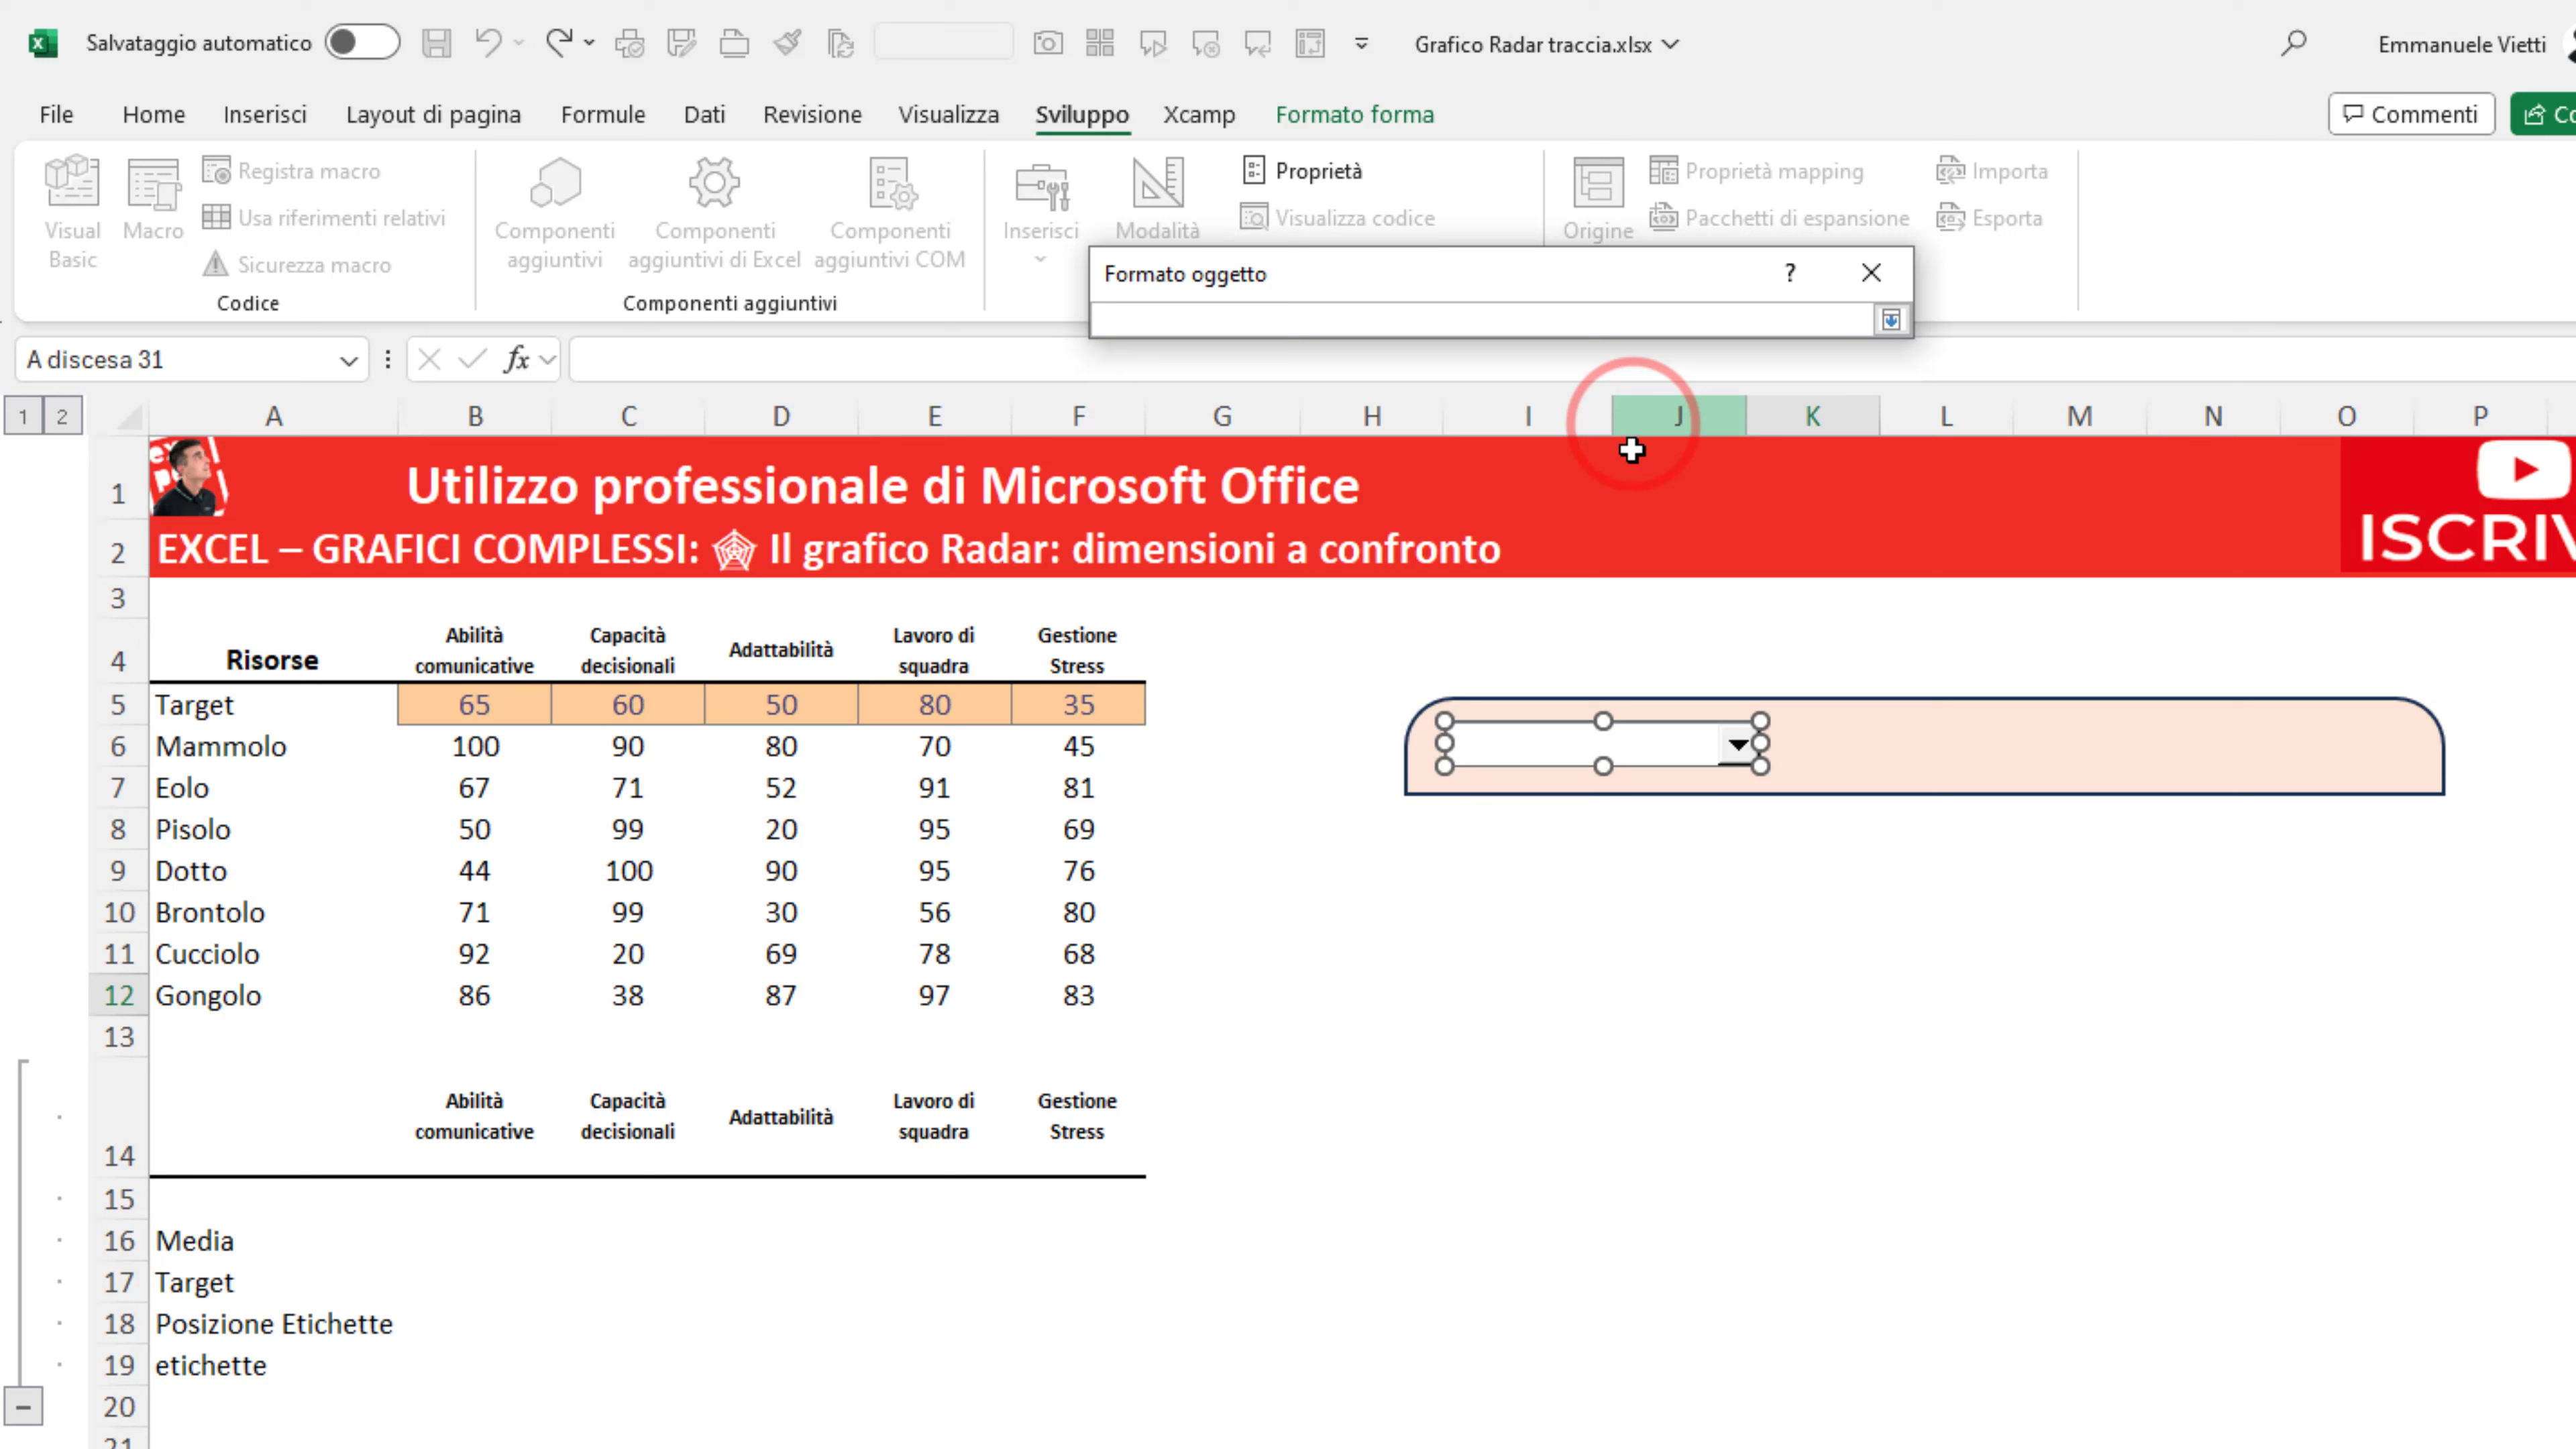 Salvataggio automatico
Grafico Radar traccia.xlsx
Emmanuele Vietti
File Home Inserisci Layout di pagina Formule Dati Revisione Visualizza Sviluppo Xcamp Formato forma
Commenti
Visual Basic
Macro
Registra macro
Usa riferimenti relativi
Sicurezza macro
Codice
Componenti aggiuntivi
Componenti aggiuntivi di Excel
Componenti aggiuntivi COM
Componenti aggiuntivi
Inserisci
Modalità
Proprietà
Visualizza codice
Origine
Proprietà mapping
Pacchetti di espansione
Importa
Esporta
Formato oggetto ?
A discesa 31
fx
1 2
A B C D E F G H I J K L M N O P
1 Utilizzo professionale di Microsoft Office
2 EXCEL – GRAFICI COMPLESSI: Il grafico Radar: dimensioni a confronto
3
4 Risorse Abilità comunicative Capacità decisionali Adattabilità Lavoro di squadra Gestione Stress
5 Target 65 60 50 80 35
6 Mammolo 100 90 80 70 45
7 Eolo 67 71 52 91 81
8 Pisolo 50 99 20 95 69
9 Dotto 44 100 90 95 76
10 Brontolo 71 99 30 56 80
11 Cucciolo 92 20 69 78 68
12 Gongolo 86 38 87 97 83
13
14 Abilità comunicative Capacità decisionali Adattabilità Lavoro di squadra Gestione Stress
15
16 Media
17 Target
18 Posizione Etichette
19 etichette
20